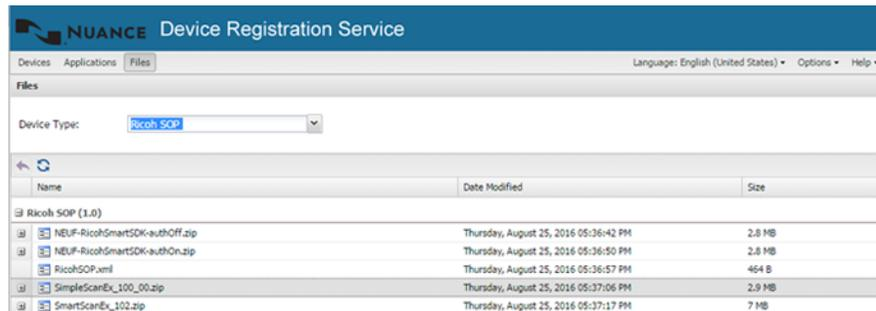 NUANCE Device Registration Service
Devices Applications Files Language: English (United States) Options Help
Files
Device Type: Ricoh SOP
Name Date Modified Size
Ricoh SOP (1.0)
NEUF-RicohSmartSDK-authOff.zip Thursday, August 25, 2016 05:36:42 PM 2.8 MB
NEUF-RicohSmartSDK-authOn.zip Thursday, August 25, 2016 05:36:50 PM 2.8 MB
RicohSOP.xml Thursday, August 25, 2016 05:36:57 PM 464 B
SimpleScanEx_100_00.zip Thursday, August 25, 2016 05:37:06 PM 2.9 MB
SmartScanEx_102.zip Thursday, August 25, 2016 05:37:17 PM 7 MB